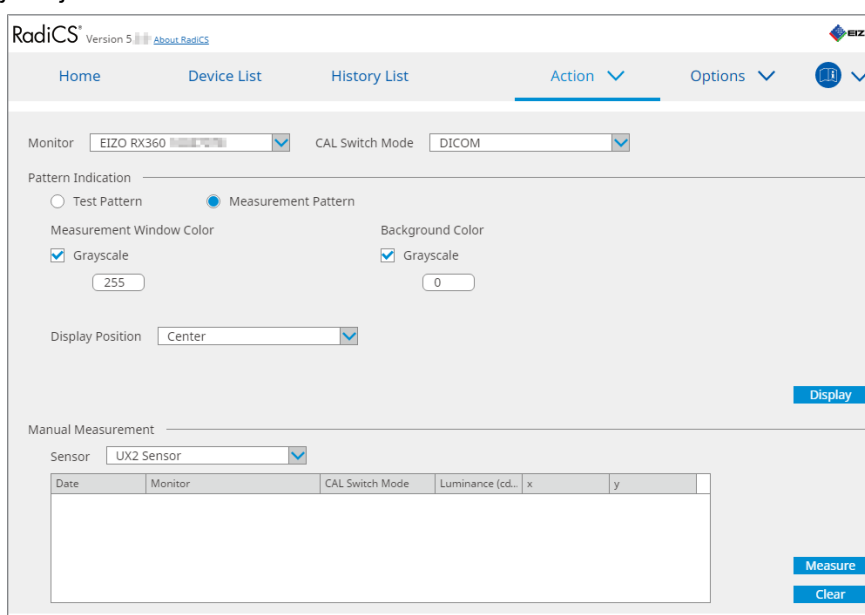 RadiCS® Version 5. About RadiCS EIZ
Home Device List History List Action Options
Monitor EIZO RX360 CAL Switch Mode DICOM
Pattern Indication
Test Pattern Measurement Pattern
Measurement Window Color Background Color
Grayscale Grayscale
255 0
Display Position Center
Display
Manual Measurement
Sensor UX2 Sensor
Date Monitor CAL Switch Mode Luminance (cd... x y
Measure
Clear